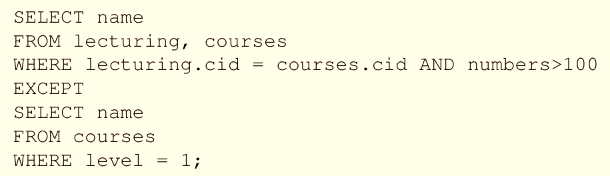 SELECT name
FROM lecturing, courses
WHERE lecturing.cid = courses.cid AND numbers>100
EXCEPT
SELECT name
FROM courses
WHERE level = 1;